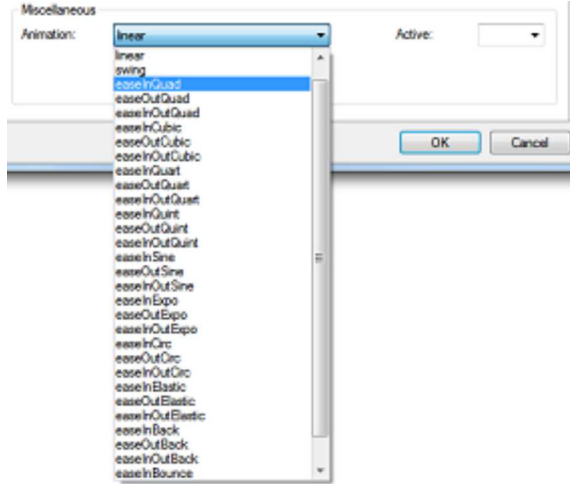 Miscellaneous
Animation: linear Active:
linear
swing
easeInQuad
easeOutQuad
easeInOutQuad
easeInCubic
easeOutCubic
easeInOutCubic
easeInQuart
easeOutQuart
easeInOutQuart
easeInQuint
easeOutQuint
easeInOutQuint
easeInSine
easeOutSine
easeInOutSine
easeInExpo
easeOutExpo
easeInOutExpo
easeInCirc
easeOutCirc
easeInOutCirc
easeInElastic
easeOutElastic
easeInOutElastic
easeInBack
easeOutBack
easeInOutBack
easeInBounce
OK Cancel